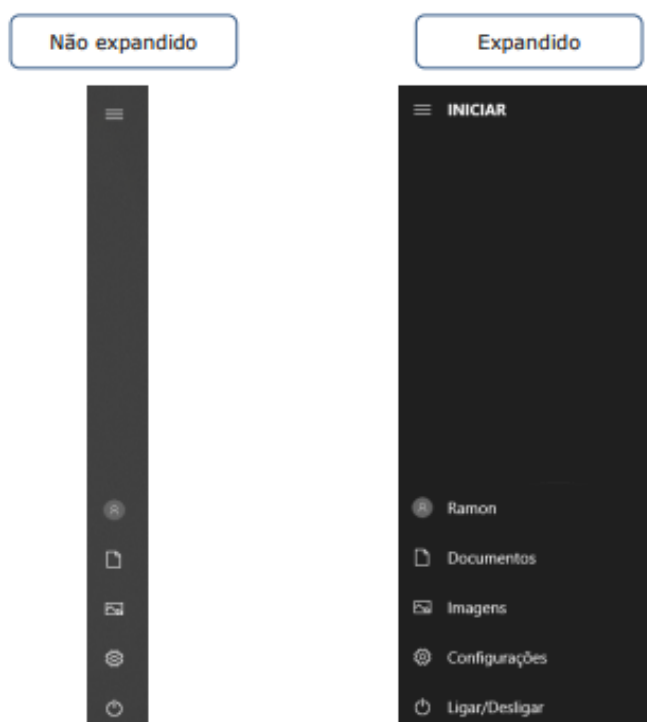 Não expandido
Expandido
INICIAR
Ramon
Documentos
Imagens
Configurações
Ligar/Desligar